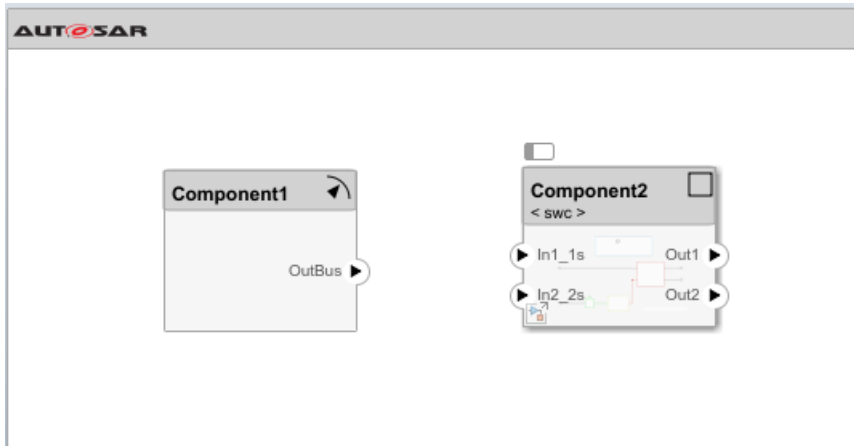 AUTOSAR
Component1
OutBus
Component2
< swc >
In1_1s
Out1
In2_2s
Out2